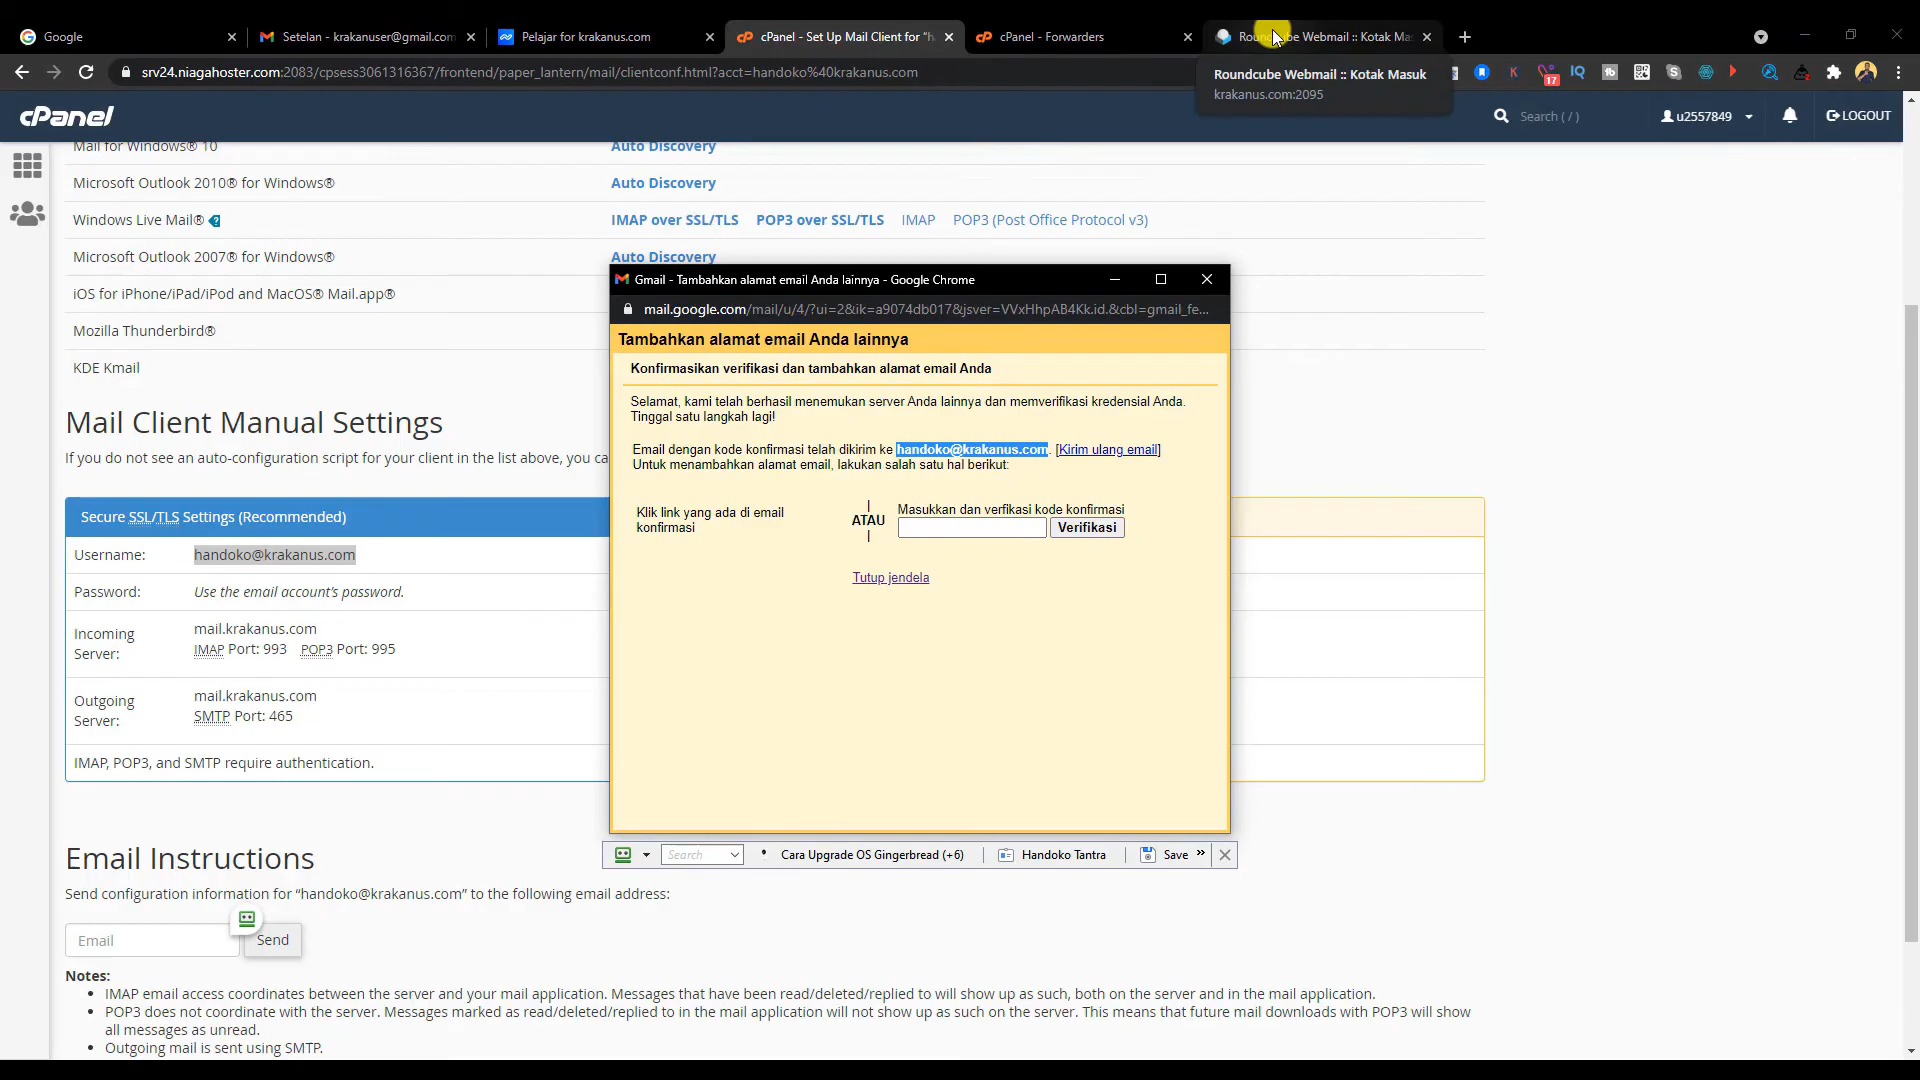 Google
Setelan - krakanuser@gmail.com
Pelajar for krakanus.com
cPanel - Set Up Mail Client for "h
cPanel - Forwarders
Roundcube Webmail :: Kotak Mas
srv24.niagahoster.com:2083/cpsess3061316367/frontend/paper_lantern/mail/clientconf.html?acct=handoko%40krakanus.com
17
Roundcube Webmail :: Kotak Masuk
krakanus.com:2095
cPanel
Search ( / )
u2557849
LOGOUT
Mail for Windows® 10
Auto Discovery
Microsoft Outlook 2010® for Windows®
Auto Discovery
Windows Live Mail®
IMAP over SSL/TLS
POP3 over SSL/TLS
IMAP
POP3 (Post Office Protocol v3)
Microsoft Outlook 2007® for Windows®
Auto Discovery
iOS for iPhone/iPad/iPod and MacOS® Mail.app®
Mozilla Thunderbird®
KDE Kmail
Mail Client Manual Settings
If you do not see an auto-configuration script for your client in the list above, you ca
Secure SSL/TLS Settings (Recommended)
Username:
handoko@krakanus.com
Password:
Use the email account's password.
Incoming Server:
mail.krakanus.com
IMAP Port: 993 POP3 Port: 995
Outgoing Server:
mail.krakanus.com
SMTP Port: 465
IMAP, POP3, and SMTP require authentication.
Gmail - Tambahkan alamat email Anda lainnya - Google Chrome
mail.google.com/mail/u/4/?ui=2&ik=a9074db017&jsver=VVxHhpAB4Kk.id.&cbl=gmail_fe...
Tambahkan alamat email Anda lainnya
Konfirmasikan verifikasi dan tambahkan alamat email Anda
Selamat, kami telah berhasil menemukan server Anda lainnya dan memverifikasi kredensial Anda.
Tinggal satu langkah lagi!
Email dengan kode konfirmasi telah dikirim ke handoko@krakanus.com. [Kirim ulang email]
Untuk menambahkan alamat email, lakukan salah satu hal berikut:
Klik link yang ada di email
konfirmasi
|
ATAU
|
Masukkan dan verfikasi kode konfirmasi
Verifikasi
Tutup jendela
Search
Cara Upgrade OS Gingerbread (+6)
Handoko Tantra
Save »
Email Instructions
Send configuration information for "handoko@krakanus.com" to the following email address:
Email
Send
Notes:
• IMAP email access coordinates between the server and your mail application. Messages that have been read/deleted/replied to will show up as such, both on the server and in the mail application.
• POP3 does not coordinate with the server. Messages marked as read/deleted/replied to in the mail application will not show up as such on the server. This means that future mail downloads with POP3 will show
all messages as unread.
• Outgoing mail is sent using SMTP.